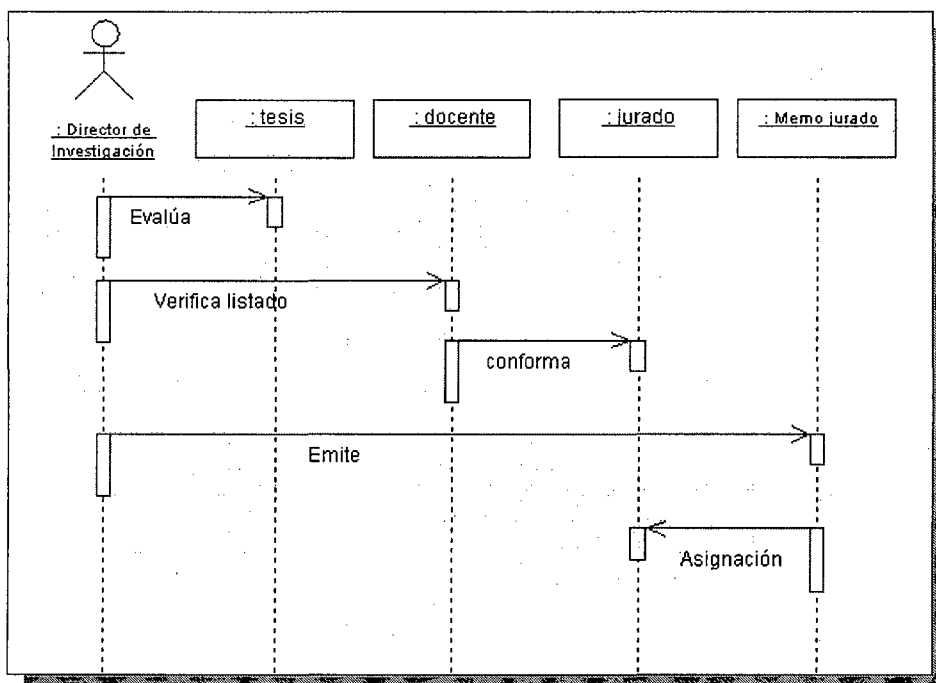 : Director de
Investigación
: tesis
: docente
: jurado
: Memo jurado
Evalúa
Verifica listado
conforma
Emite
Asignación